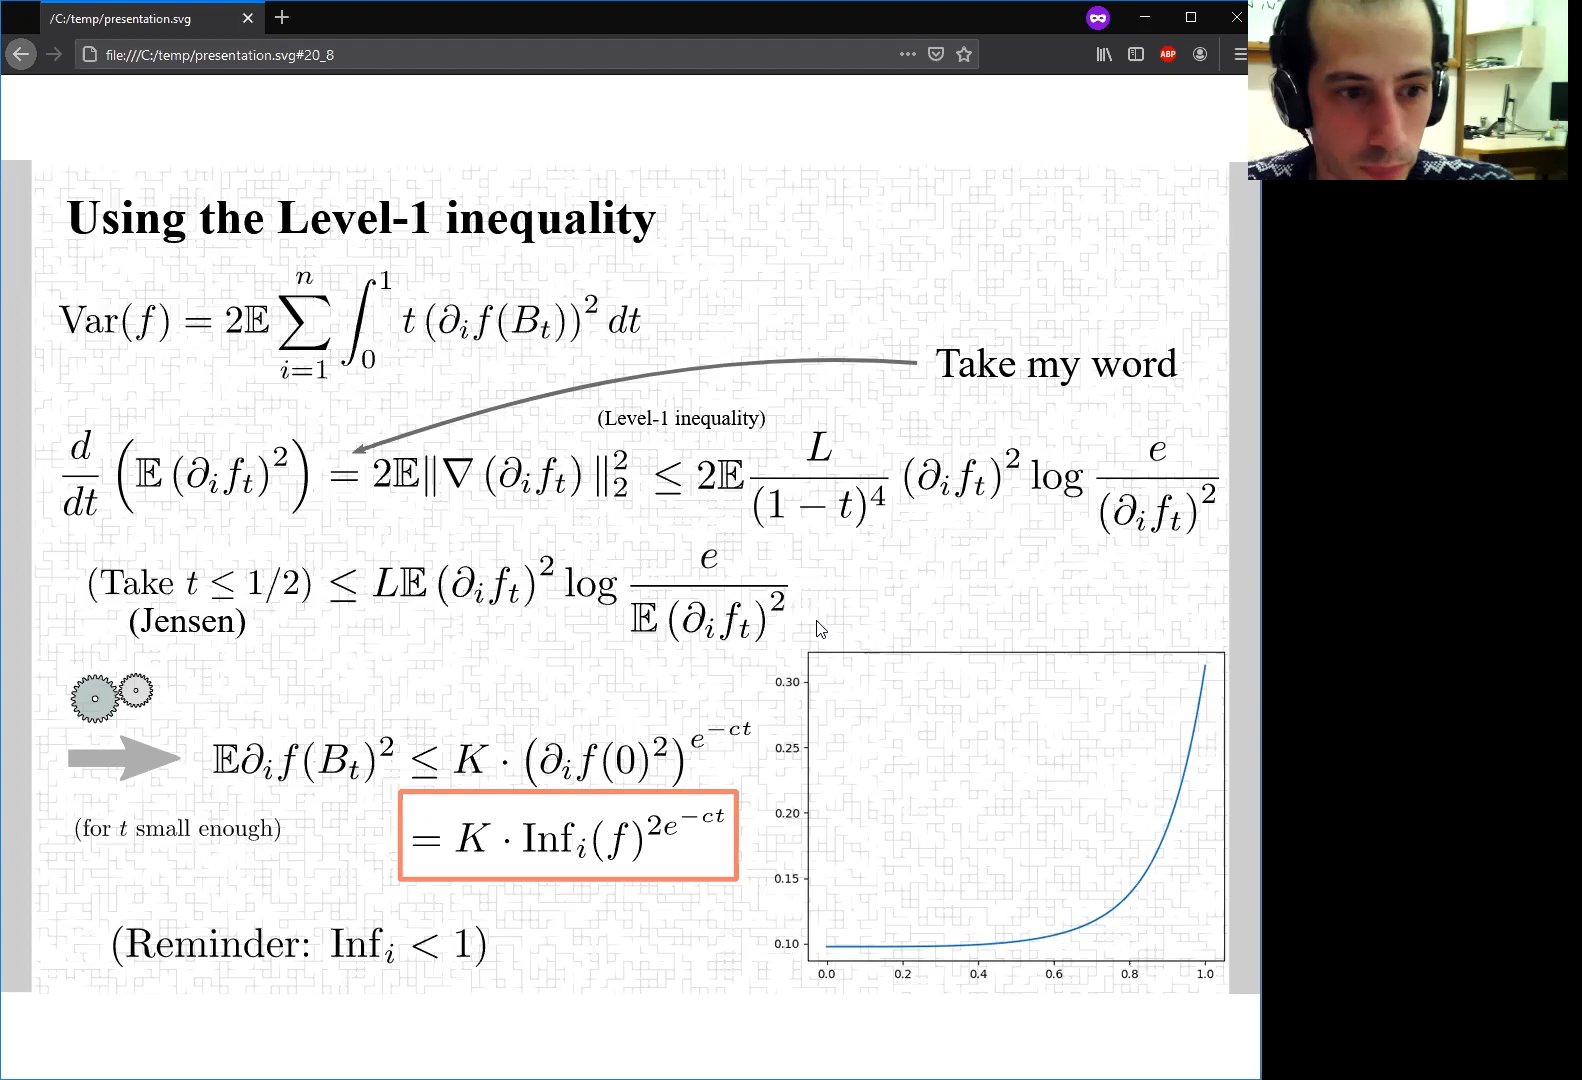 /C:/temp/presentation.svg
file:///C:/temp/presentation.svg#20_8
ABP
Using the Level-1 inequality
Var(f) = 2𝔼 ∑_{i=1}^{n} ∫_0^1 t (∂_i f(B_t))^2 dt
Take my word
(Level-1 inequality)
d/dt (𝔼 (∂_i f_t)^2) = 2𝔼‖∇ (∂_i f_t) ‖_2^2 ≤ 2𝔼 L/(1 − t)^4 (∂_i f_t)^2 log e/(∂_i f_t)^2
(Take t ≤ 1/2) ≤ L𝔼 (∂_i f_t)^2 log e/𝔼 (∂_i f_t)^2
(Jensen)
𝔼∂_i f(B_t)^2 ≤ K · (∂_i f(0)^2)^{e^{−ct}}
(for t small enough)
= K · Inf_i(f)^{2e^{−ct}}
(Reminder: Inf_i < 1)
0.30
0.25
0.20
0.15
0.10
0.0 0.2 0.4 0.6 0.8 1.0